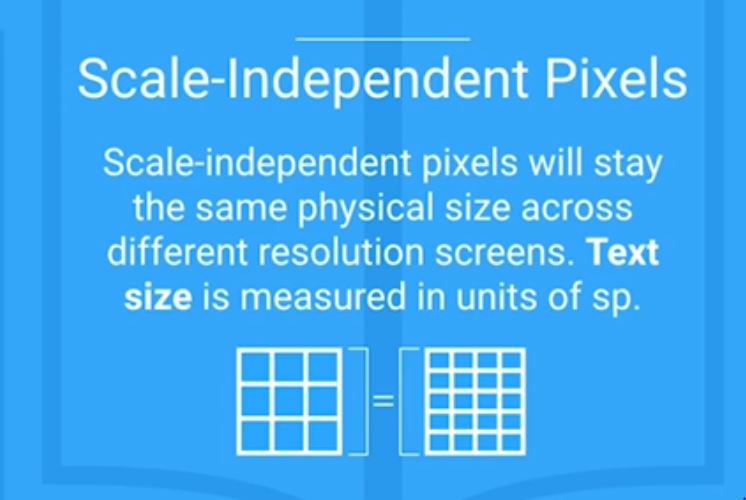 Scale-Independent Pixels
Scale-independent pixels will stay
the same physical size across
different resolution screens. Text
size is measured in units of sp.
=